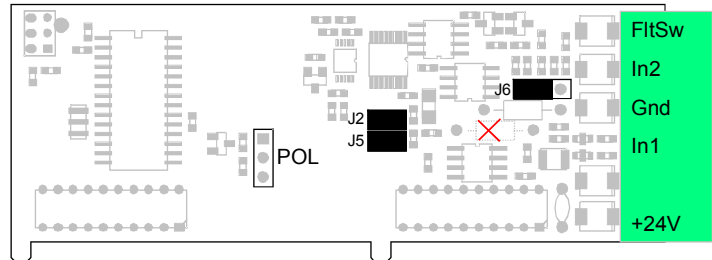 FltSw
In2
J6
Gnd
J2
J5
In1
POL
+24V